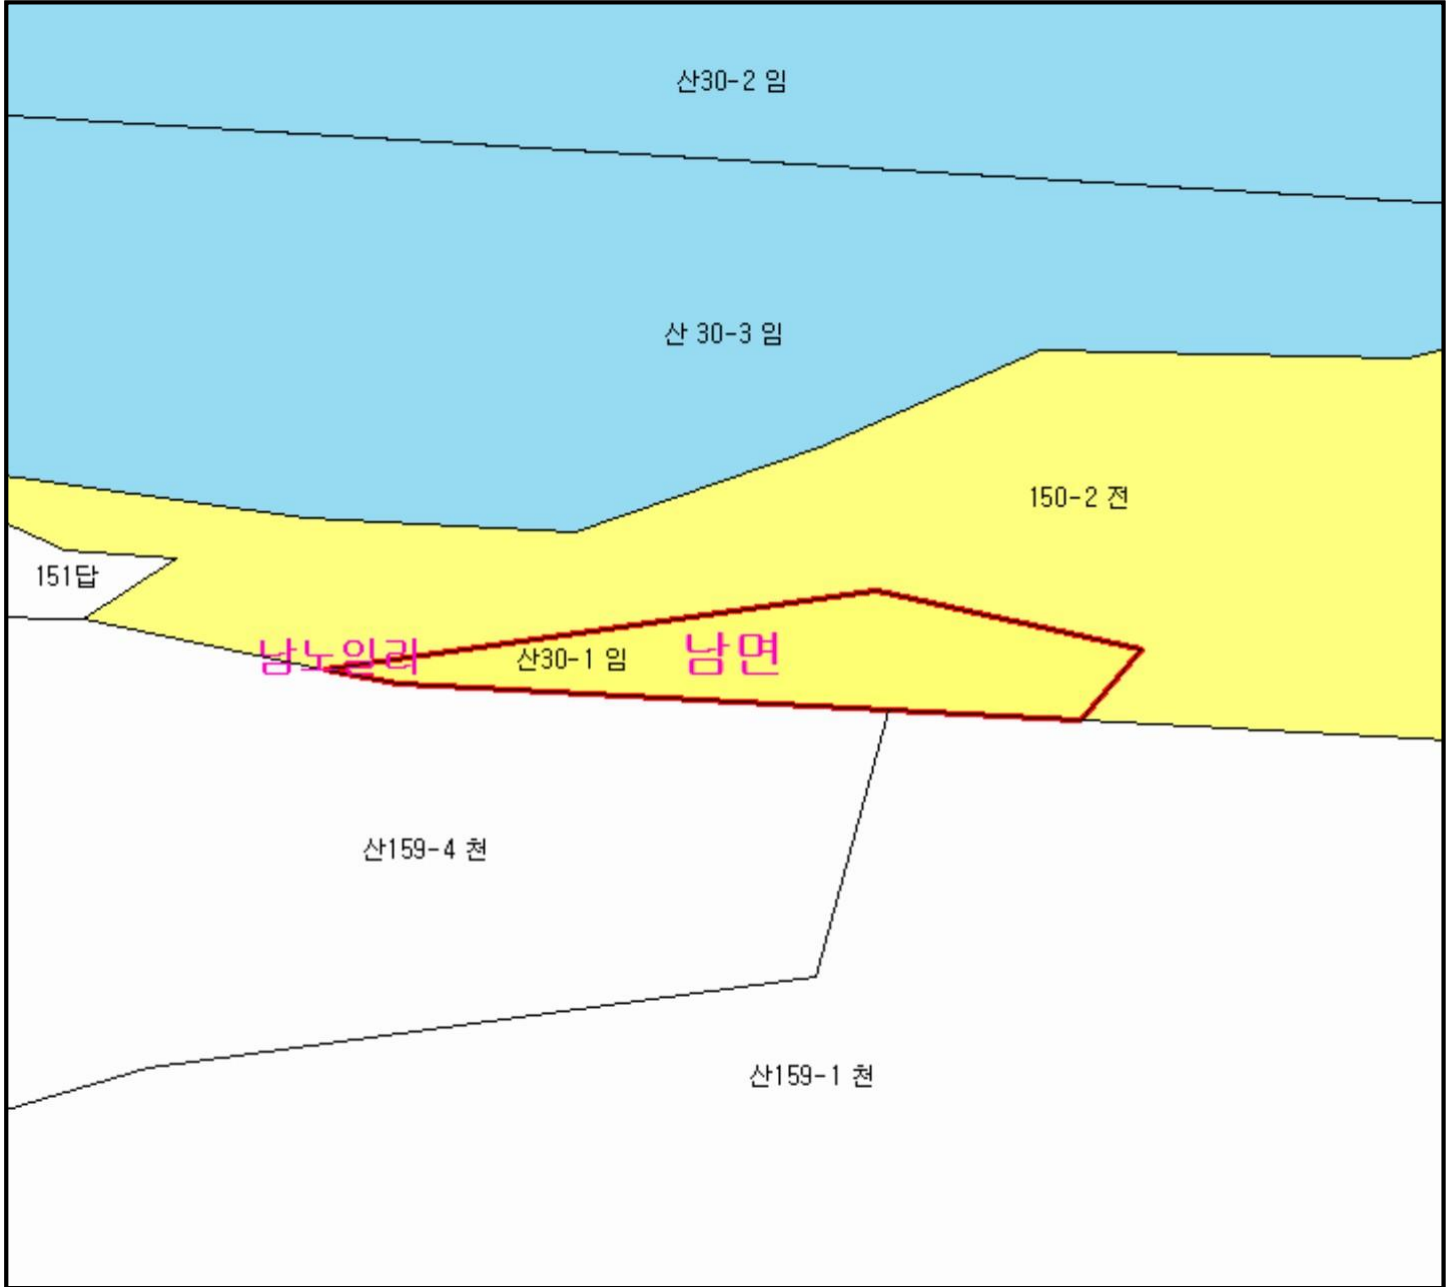 산30-2 임
산 30-3 임
150-2 전
151답
남노일리
산30-1 임
남면
산159-4 천
산159-1 천